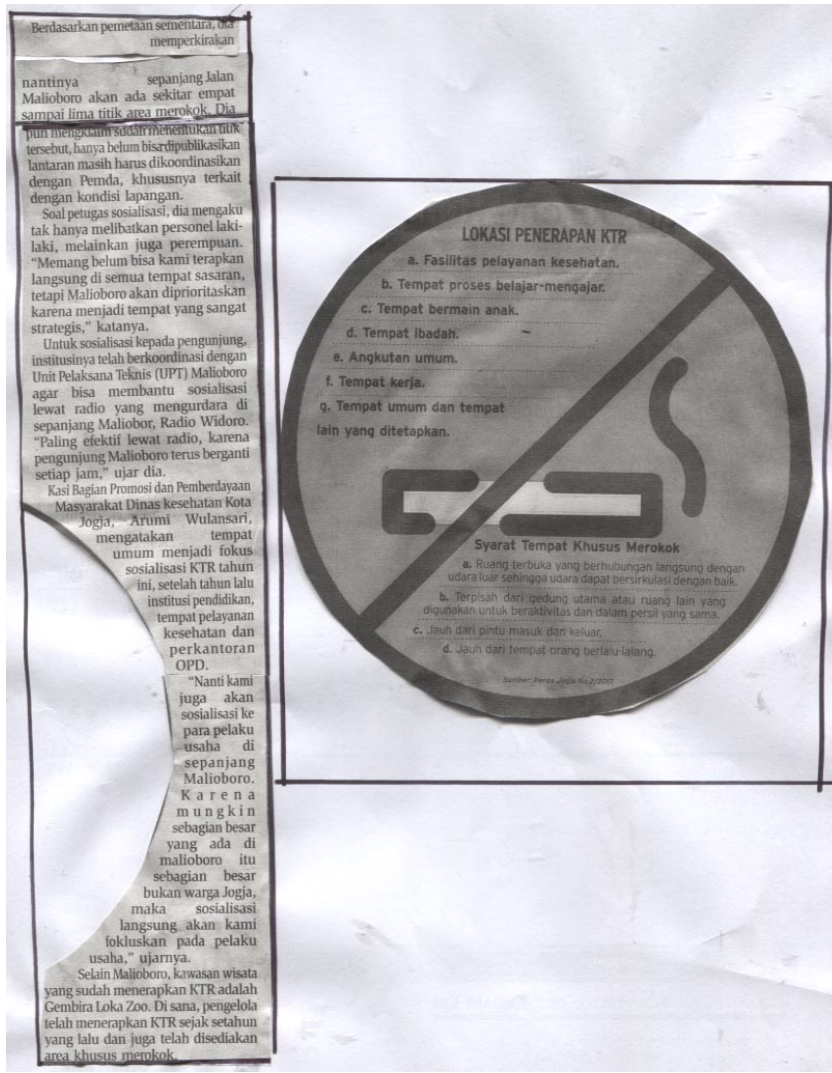 Berdasarkan pemetaan sementara, dia
memperkirakan
nantinya sepanjang Jalan
Malioboro akan ada sekitar empat
sampai lima titik area merokok. Dia
pun mengklaim sudah menentukan titik
tersebut, hanya belum bisa dipublikasikan
lantaran masih harus dikoordinasikan
dengan Pemda, khususnya terkait
dengan kondisi lapangan.
Soal petugas sosialisasi, dia mengaku
tak hanya melibatkan personel laki-
laki, melainkan juga perempuan.
“Memang belum bisa kami terapkan
langsung di semua tempat sasaran,
tetapi Malioboro akan diprioritaskan
karena menjadi tempat yang sangat
strategis,” katanya.
Untuk sosialisasi kepada pengunjung,
institusinya telah berkoordinasi dengan
Unit Pelaksana Teknis (UPT) Malioboro
agar bisa membantu sosialisasi
lewat radio yang mengurdara di
sepanjang Maliobor, Radio Widoro.
“Paling efektif lewat radio, karena
pengunjung Malioboro terus berganti
setiap jam,” ujar dia.
Kasi Bagian Promosi dan Pemberdayaan
Masyarakat Dinas kesehatan Kota
Jogja, Arumi Wulansari,
mengatakan tempat
umum menjadi fokus
sosialisasi KTR tahun
ini, setelah tahun lalu
institusi pendidikan,
tempat pelayanan
kesehatan dan
perkantoran
OPD.
“Nanti kami
juga akan
sosialisasi ke
para pelaku
usaha di
sepanjang
Malioboro.
Karena
mungkin
sebagian besar
yang ada di
malioboro itu
sebagian besar
bukan warga Jogja,
maka sosialisasi
langsung akan kami
fokluskan pada pelaku
usaha,” ujarnya.
Selain Malioboro, kawasan wisata
yang sudah menerapkan KTR adalah
Gembira Loka Zoo. Di sana, pengelola
telah menerapkan KTR sejak setahun
yang lalu dan juga telah disediakan
area khusus merokok.
LOKASI PENERAPAN KTR
a. Fasilitas pelayanan kesehatan.
b. Tempat proses belajar-mengajar.
c. Tempat bermain anak.
d. Tempat ibadah.
e. Angkutan umum.
f. Tempat kerja.
g. Tempat umum dan tempat
lain yang ditetapkan.
Syarat Tempat Khusus Merokok
a. Ruang terbuka yang berhubungan langsung dengan
udara luar sehingga udara dapat bersirkulasi dengan baik.
b. Terpisah dari gedung utama atau ruang lain yang
digunakan untuk beraktivitas dan dalam persil yang sama.
c. Jauh dari pintu masuk dan keluar.
d. Jauh dari tempat orang berlalu-lalang.
Sumber: Perda Jogja No.2/2017